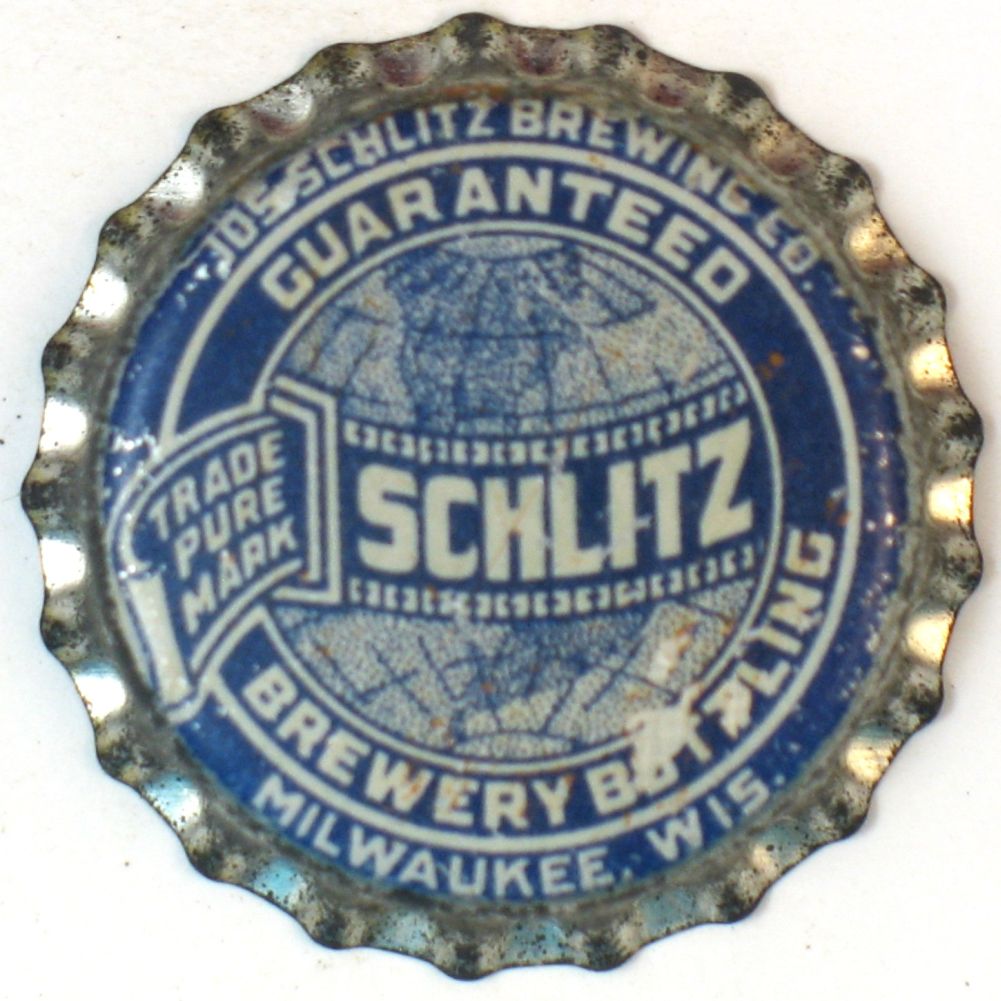 JOS. SCHLITZ BREWING CO.
GUARANTEED
TRADE
PURE
MARK
SCHLITZ
BREWERY BOTTLING
MILWAUKEE, WIS.